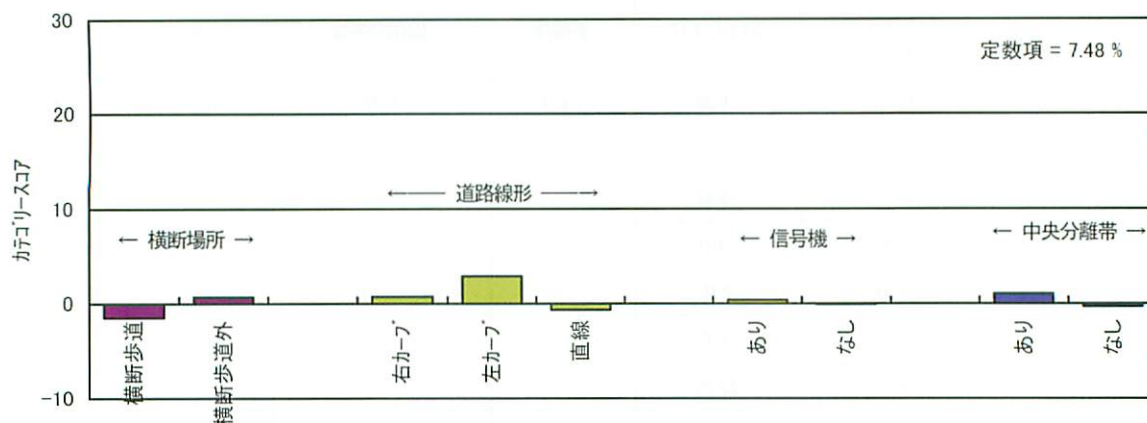 30
定数項 = 7.48 %
20
カテゴリースコア
← 道路線形 →
10
← 横断場所 →
← 信号機 →
← 中央分離帯 →
0
横断歩道
横断歩道外
右カーブ
左カーブ
直線
あり
なし
あり
なし
-10